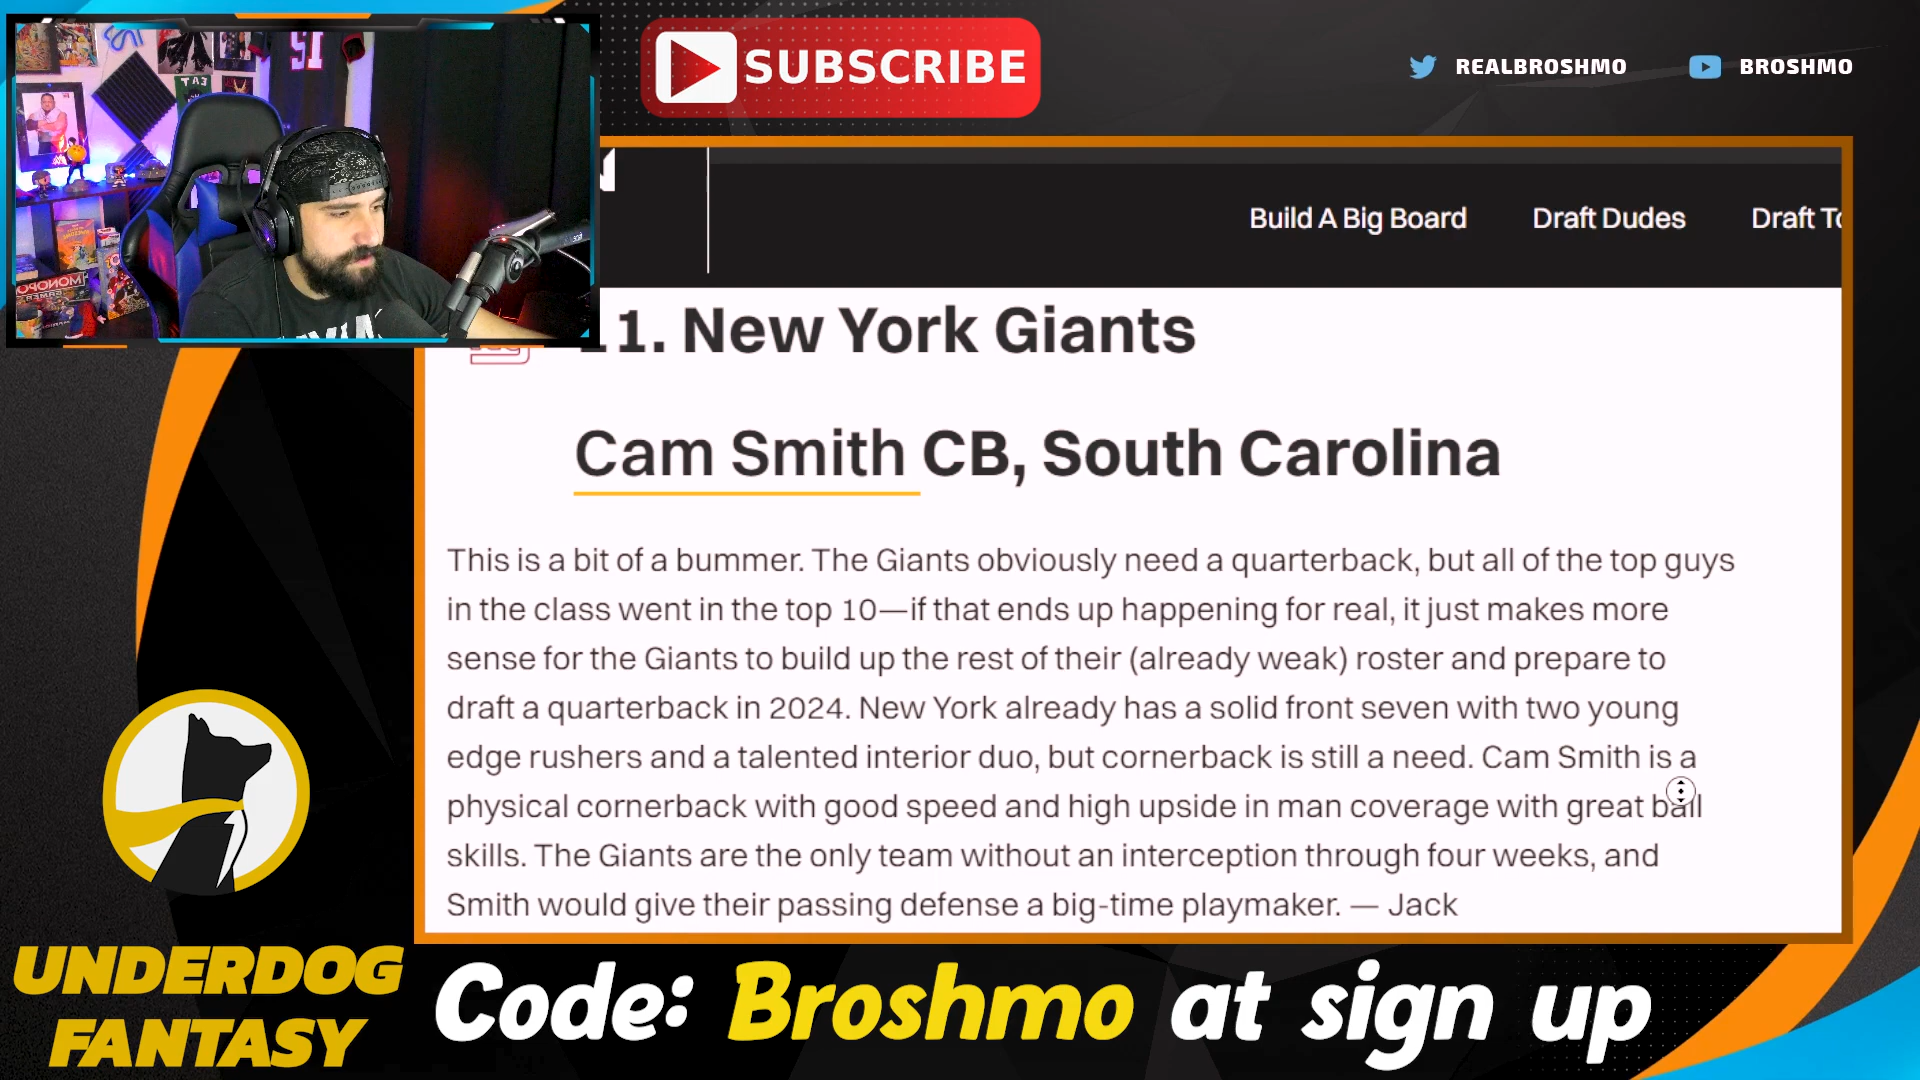 SUBSCRIBE
REALBROSHMO
BROSHMO
Build A Big Board
Draft Dudes
Draft
11. New York Giants
Cam Smith CB, South Carolina
This is a bit of a bummer. The Giants obviously need a quarterback, but all of the top guys
in the class went in the top 10—if that ends up happening for real, it just makes more
sense for the Giants to build up the rest of their (already weak) roster and prepare to
draft a quarterback in 2024. New York already has a solid front seven with two young
edge rushers and a talented interior duo, but cornerback is still a need. Cam Smith is a
physical cornerback with good speed and high upside in man coverage with great ball
skills. The Giants are the only team without an interception through four weeks, and
Smith would give their passing defense a big-time playmaker. — Jack
UNDERDOG
FANTASY
Code: Broshmo at sign up